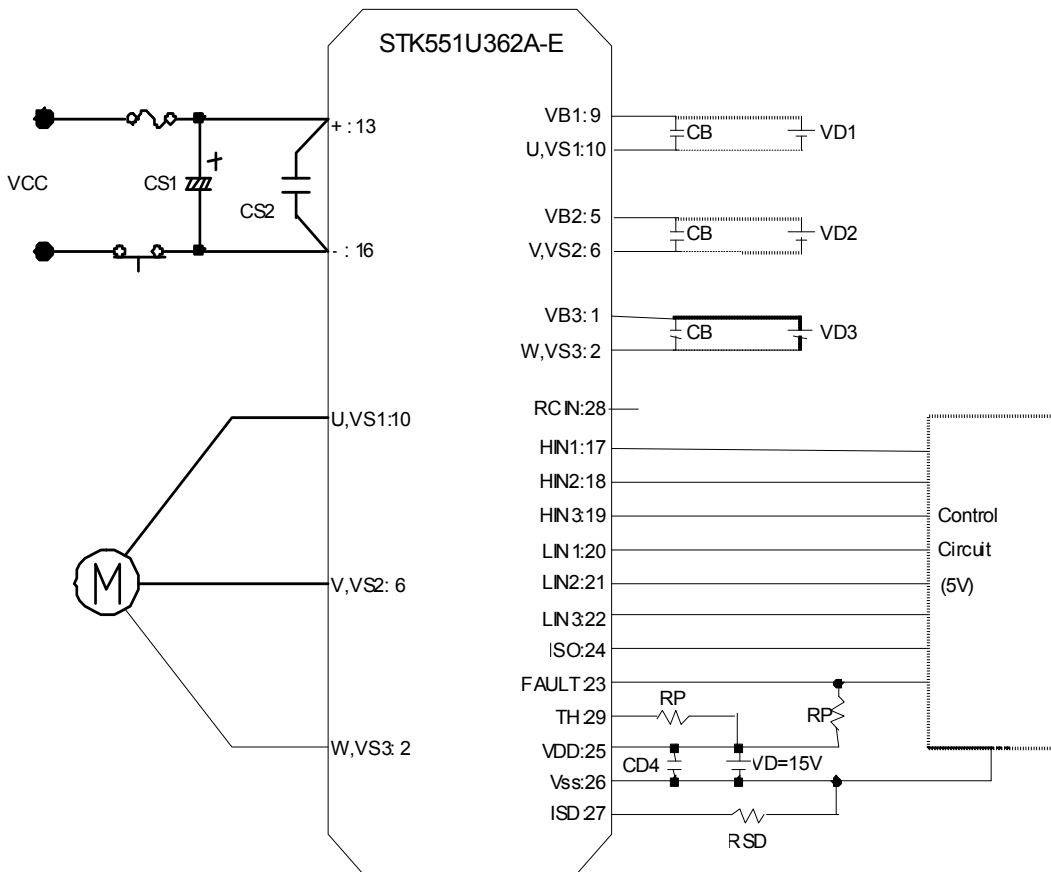 STK551U362A-E
+ : 13
- : 16
VCC
CS1
+
CS2
U,VS1:10
V,VS2: 6
W,VS3: 2
M
VB1: 9
U,VS1:10
CB
VD1
VB2: 5
V,VS2: 6
CB
VD2
VB3: 1
W,VS3: 2
CB
VD3
RCIN:28
HIN1:17
HIN2:18
HIN3:19
LIN1:20
LIN2:21
LIN3:22
ISO:24
FAULT:23
TH:29
VDD:25
Vss:26
ISD:27
RP
RP
CD4
VD=15V
RSD
Control
Circuit
(5V)